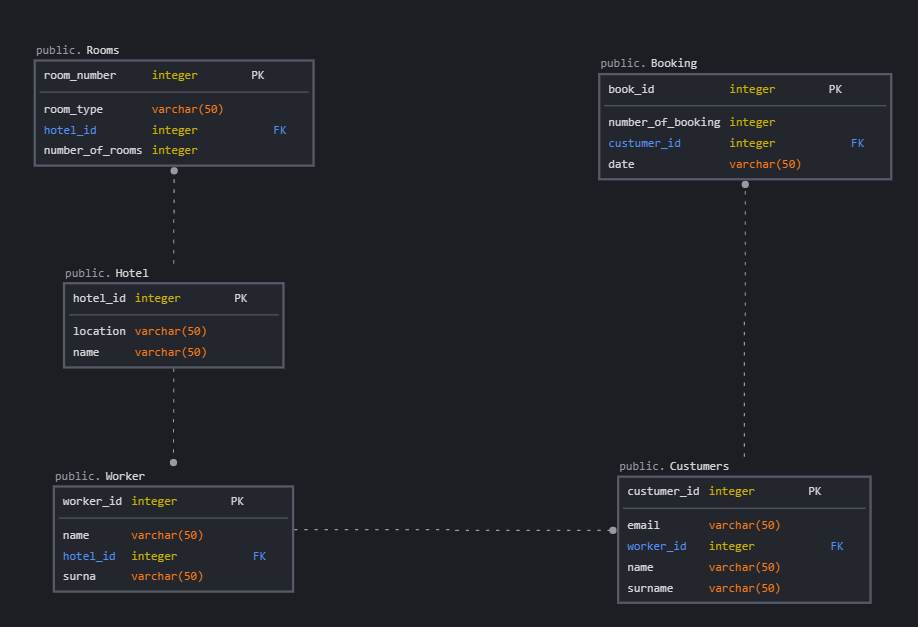 public. Rooms
room_number integer PK
room_type varchar(50)
hotel_id integer FK
number_of_rooms integer
public. Booking
book_id integer PK
number_of_booking integer
custumer_id integer FK
date varchar(50)
public. Hotel
hotel_id integer PK
location varchar(50)
name varchar(50)
public. Worker
worker_id integer PK
name varchar(50)
hotel_id integer FK
surna varchar(50)
public. Custumers
custumer_id integer PK
email varchar(50)
worker_id integer FK
name varchar(50)
surname varchar(50)